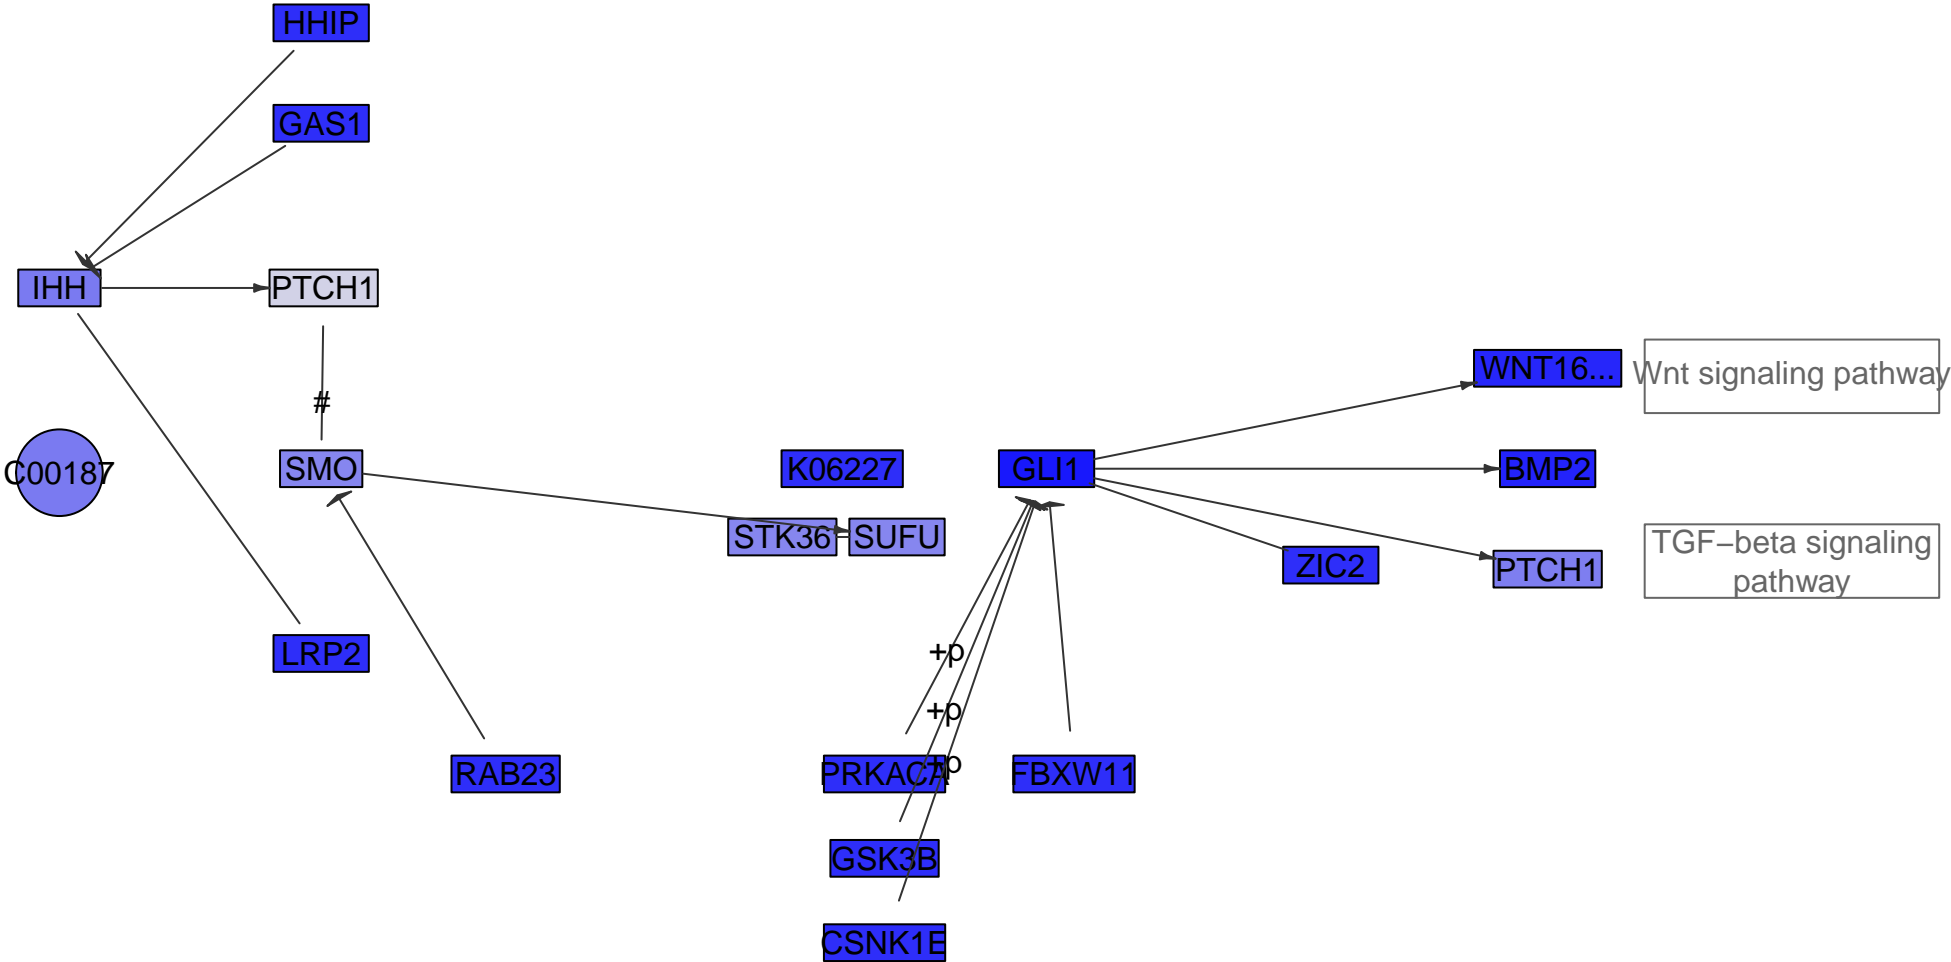 HHIP
GAS1
IHH
PTCH1
WNT16...
Wnt signaling pathway
#
C00187
SMO
K06227
GLI1
BMP2
STK36
SUFU
ZIC2
PTCH1
TGF−beta signaling
pathway
LRP2
+p
+p
+p
RAB23
PRKACA
FBXW11
GSK3B
CSNK1E